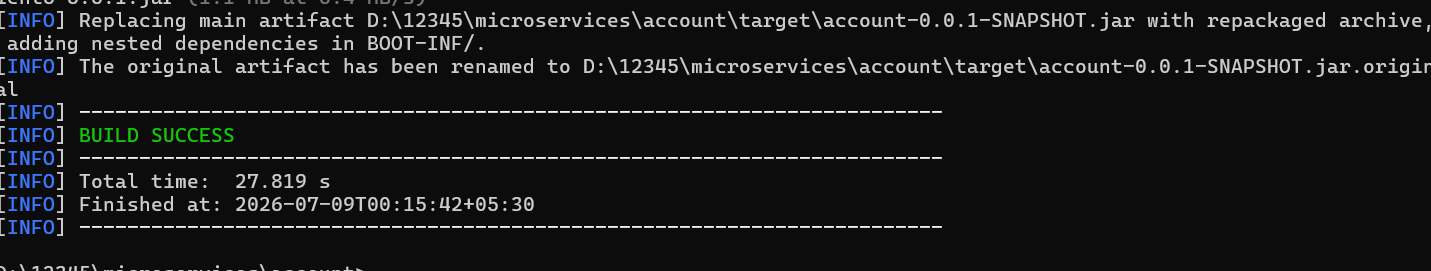 [INFO] Replacing main artifact D:\12345\microservices\account\target\account-0.0.1-SNAPSHOT.jar with repackaged archive,
adding nested dependencies in BOOT-INF/.
[INFO] The original artifact has been renamed to D:\12345\microservices\account\target\account-0.0.1-SNAPSHOT.jar.origin
al
[INFO] ------------------------------------------------------------------------
[INFO] BUILD SUCCESS
[INFO] ------------------------------------------------------------------------
[INFO] Total time:  27.819 s
[INFO] Finished at: 2026-07-09T00:15:42+05:30
[INFO] ------------------------------------------------------------------------
D:\12345\microservices\account>